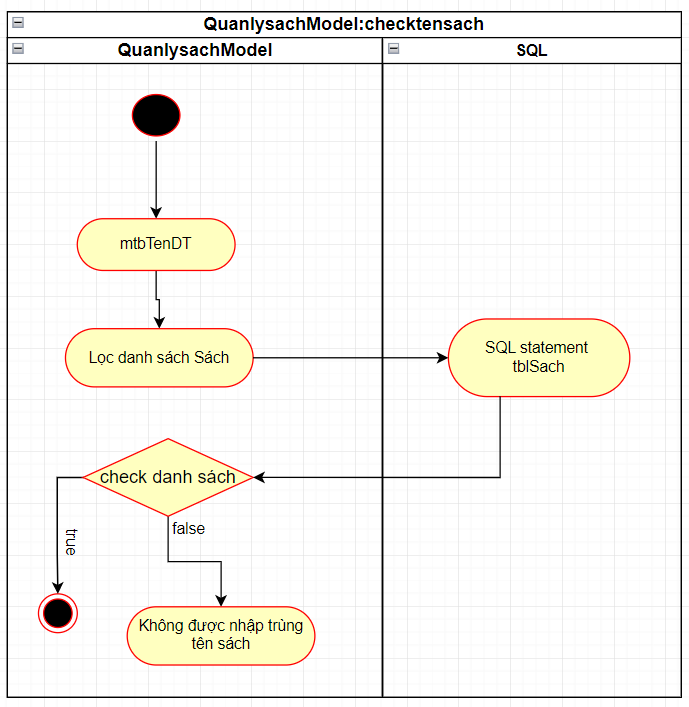 QuanlysachModel:checktensach
QuanlysachModel
SQL
mtbTenDT
Lọc danh sách Sách
SQL statement
tblSach
check danh sách
true
false
Không được nhập trùng
tên sách